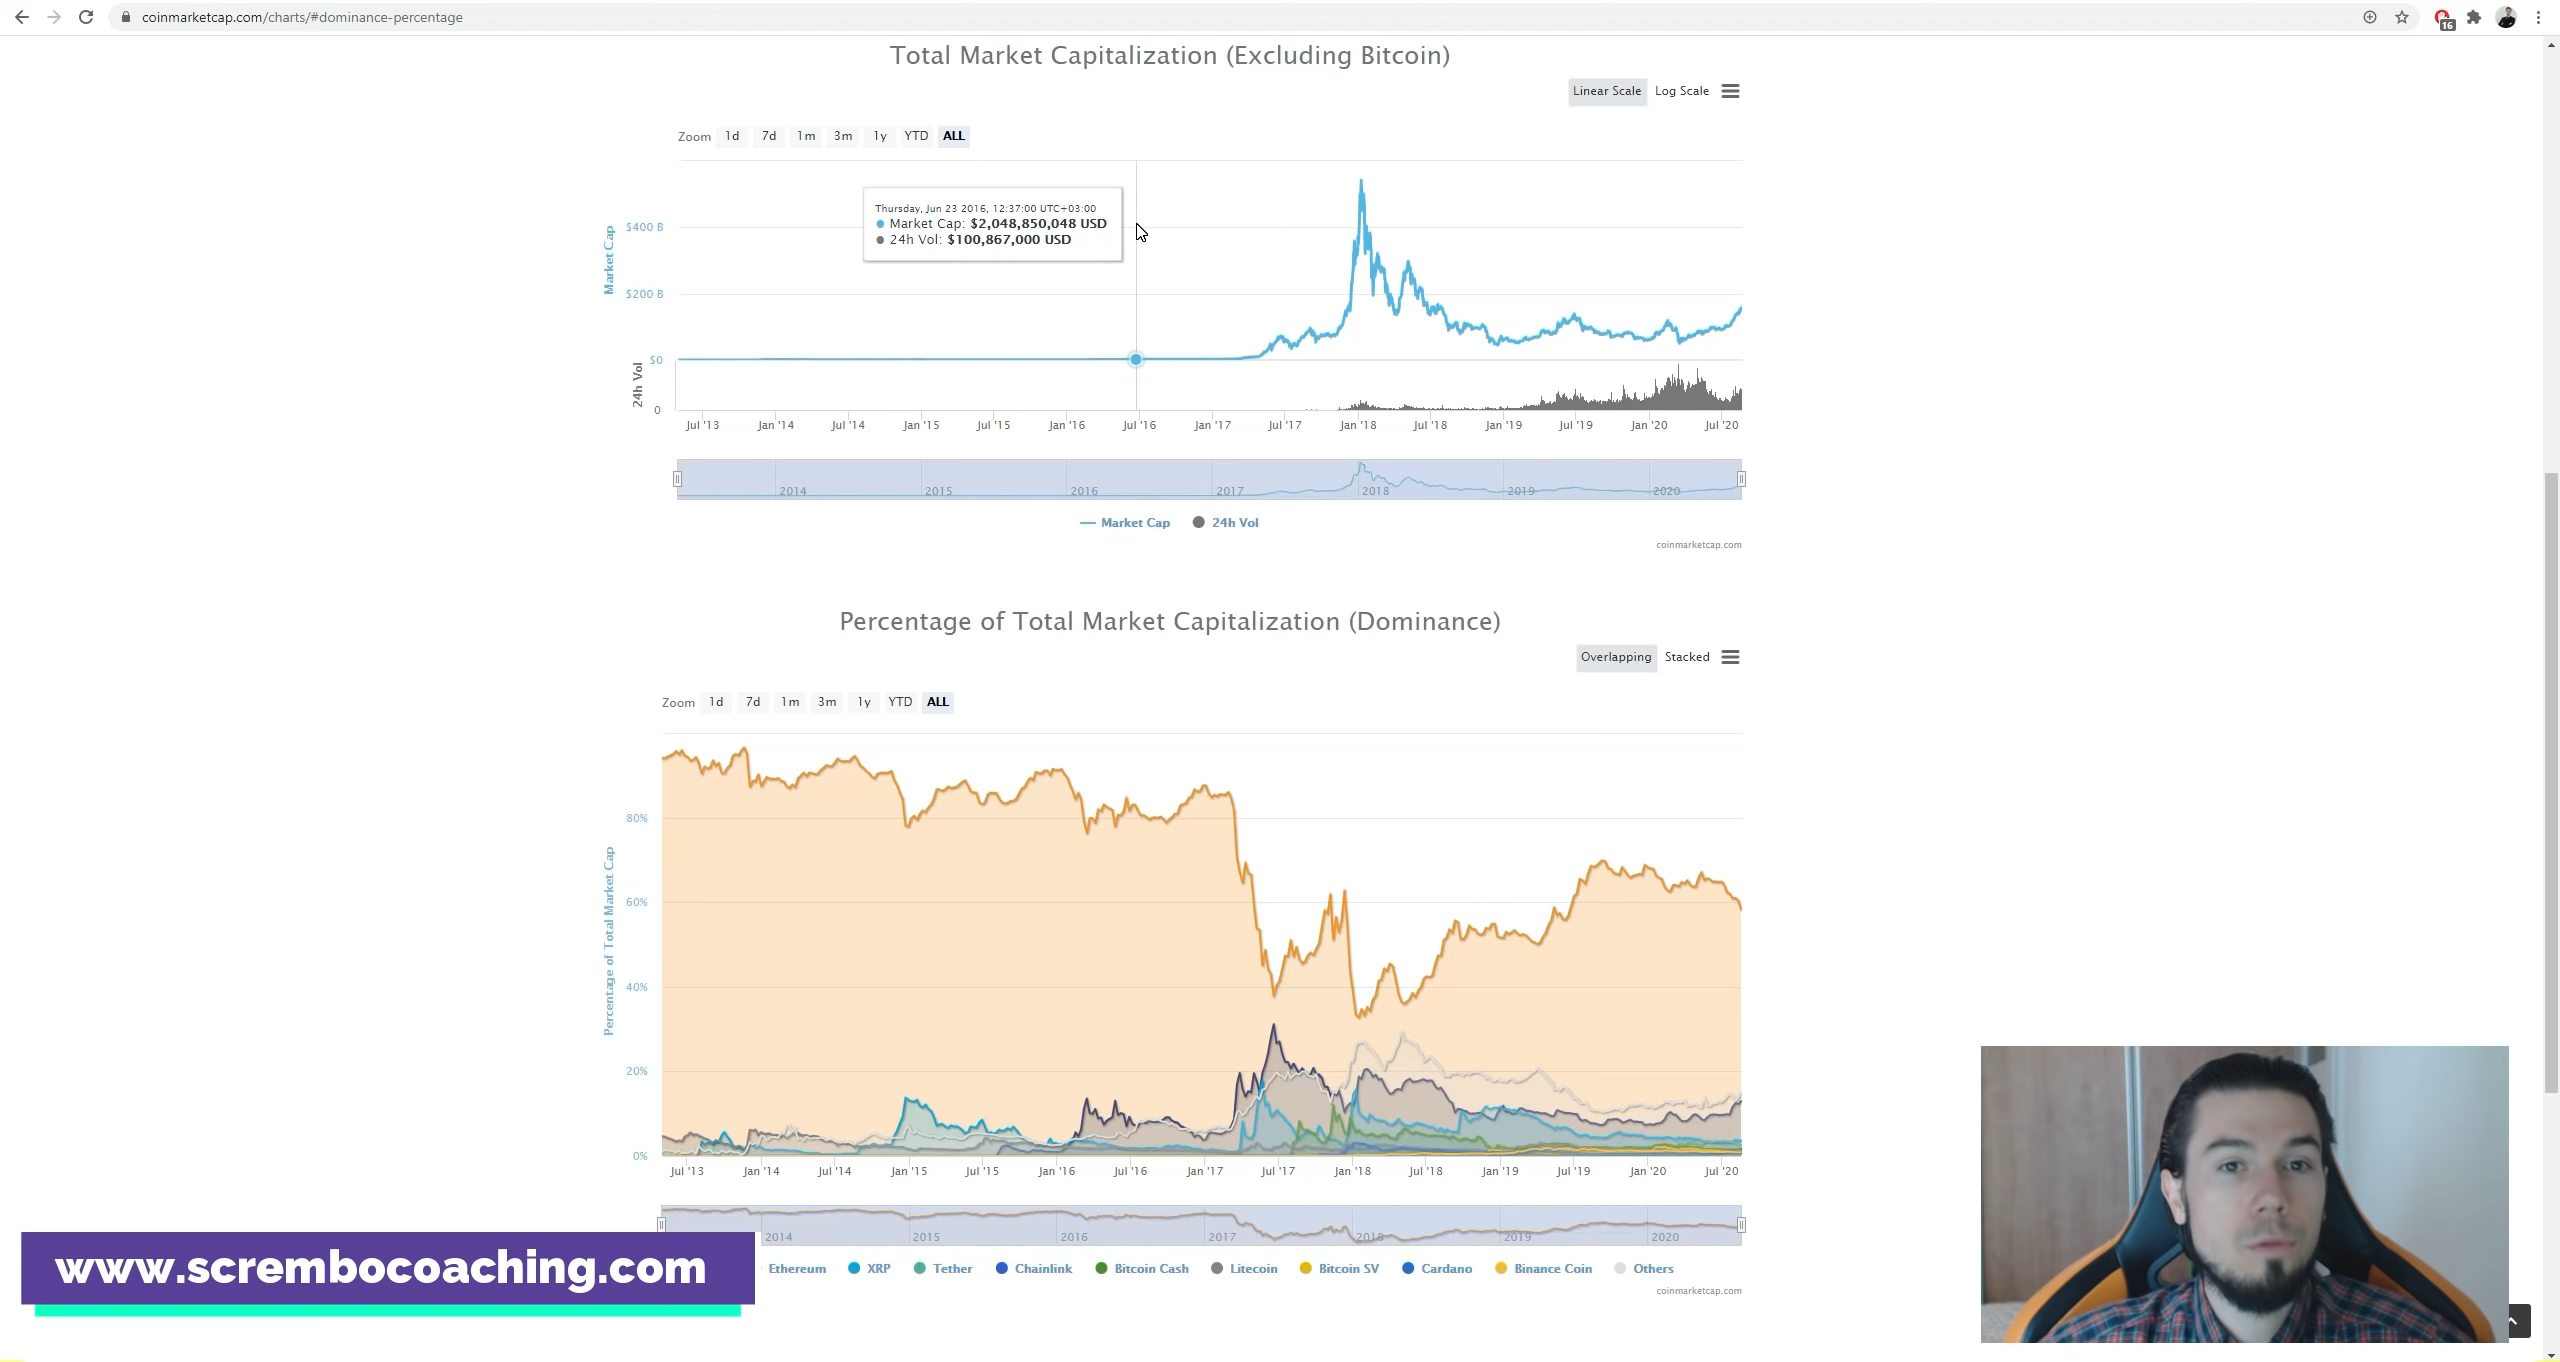 coinmarketcap.com/charts/#dominance-percentage
16
Total Market Capitalization (Excluding Bitcoin)
Linear Scale Log Scale
Zoom 1d 7d 1m 3m 1y YTD ALL
Thursday, Jun 23 2016, 12:37:00 UTC+03:00
Market Cap: $2,048,850,048 USD
24h Vol: $100,867,000 USD
Market Cap
$400 B
$200 B
$0
24h Vol
0
Jul '13 Jan '14 Jul '14 Jan '15 Jul '15 Jan '16 Jul '16 Jan '17 Jul '17 Jan '18 Jul '18 Jan '19 Jul '19 Jan '20 Jul '20
2014 2015 2016 2017 2018 2019 2020
Market Cap 24h Vol
coinmarketcap.com
Percentage of Total Market Capitalization (Dominance)
Overlapping Stacked
Zoom 1d 7d 1m 3m 1y YTD ALL
Percentage of Total Market Cap
80%
60%
40%
20%
0%
Jul '13 Jan '14 Jul '14 Jan '15 Jul '15 Jan '16 Jul '16 Jan '17 Jul '17 Jan '18 Jul '18 Jan '19 Jul '19 Jan '20 Jul '20
2014 2015 2016 2017 2018 2019 2020
www.scrembocoaching.com
Ethereum XRP Tether Chainlink Bitcoin Cash Litecoin Bitcoin SV Cardano Binance Coin Others
coinmarketcap.com